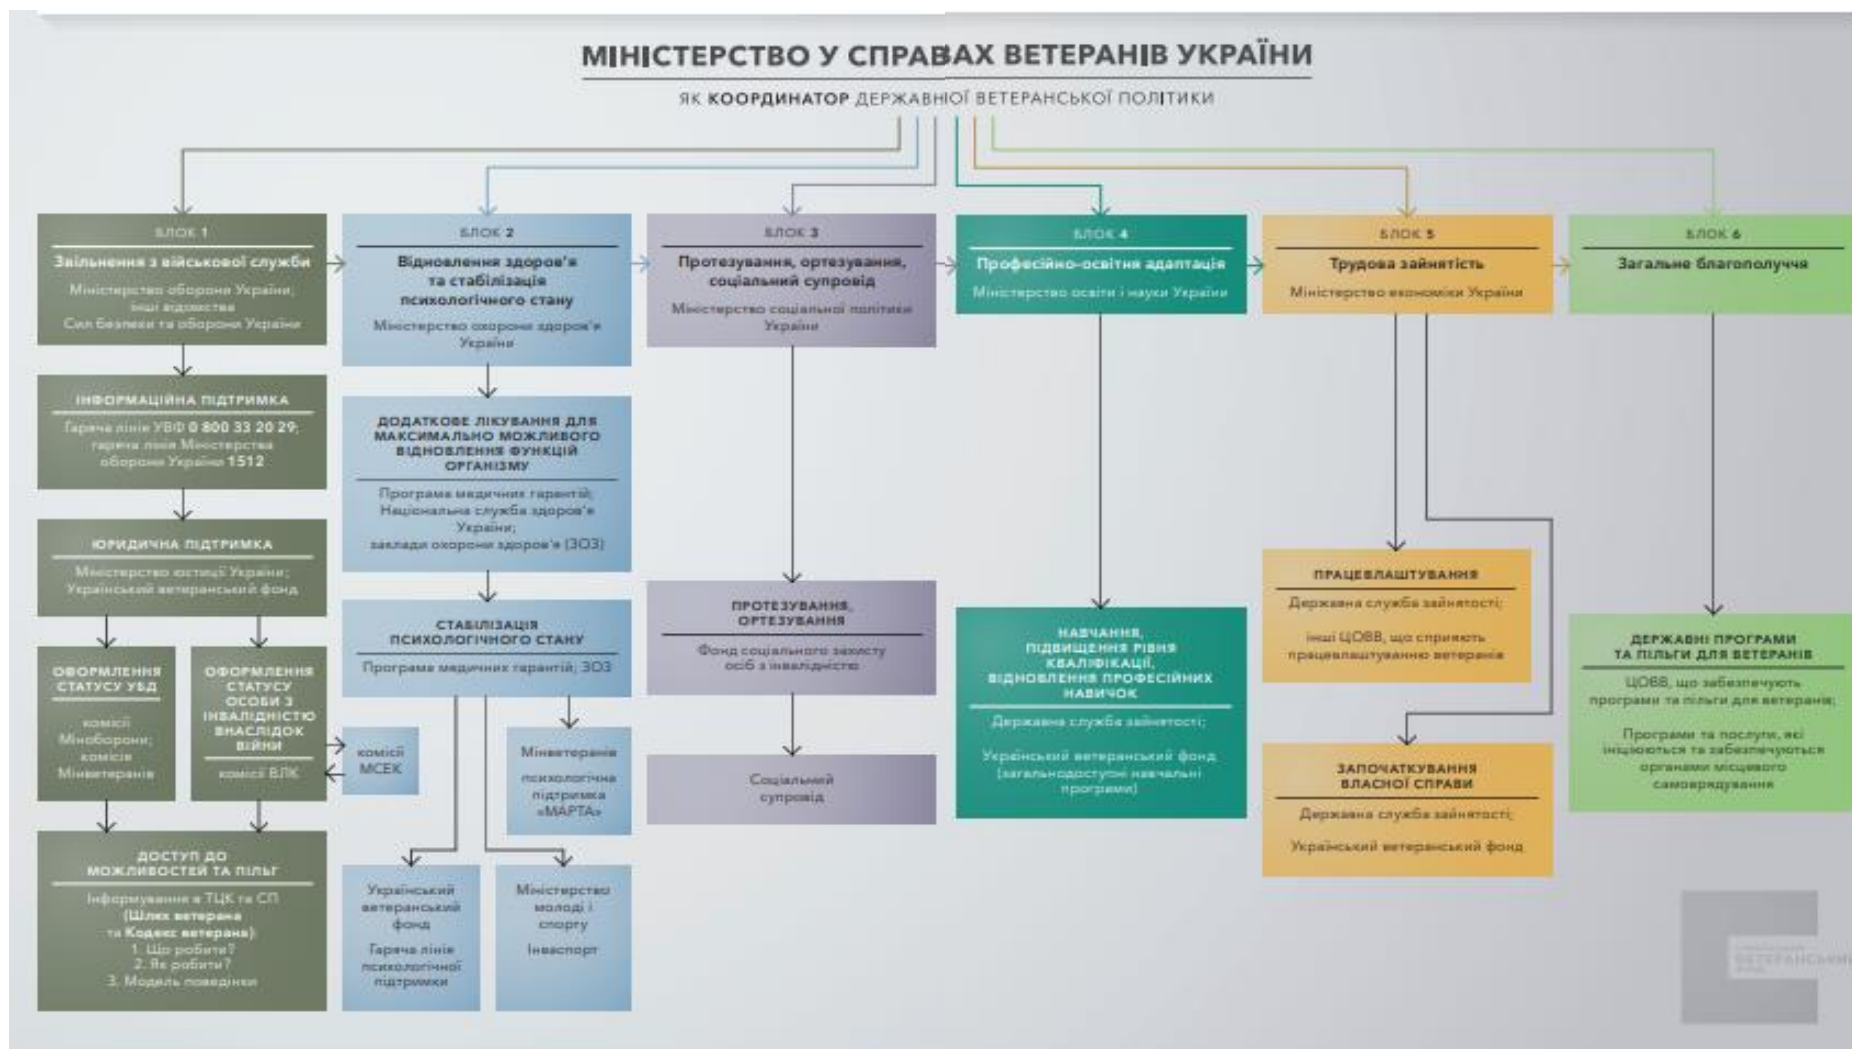 МІНІСТЕРСТВО У СПРАВАХ ВЕТЕРАНІВ УКРАЇНИ
ЯК КООРДИНАТОР ДЕРЖАВНОЇ ВЕТЕРАНСЬКОЇ ПОЛІТИКИ
БЛОК 1
Звільнення з військової служби
Міністерство оборони України;
інші відомства
Сил безпеки та оборони України
ІНФОРМАЦІЙНА ПІДТРИМКА
Гаряча лінія УВФ 0 800 33 20 29;
гаряча лінія Міністерства
оборони України 1512
ЮРИДИЧНА ПІДТРИМКА
Міністерство юстиції України;
Український ветеранський фонд
ОФОРМЛЕННЯ
СТАТУСУ УБД
комісії
Міноборони;
комісія
Мінветеранів
ОФОРМЛЕННЯ
СТАТУСУ
ОСОБИ З
ІНВАЛІДНІСТЮ
ВНАСЛІДОК
ВІЙНИ
комісії ВЛК
комісії
МСЕК
ДОСТУП ДО
МОЖЛИВОСТЕЙ ТА ПІЛЬГ
Інформування в ТЦК та СП
(Шлях ветерана
та Кодекс ветерана)
1. Що робити?
2. Як робити?
3. Модель поведінки
БЛОК 2
Відновлення здоров'я
та стабілізація
психологічного стану
Міністерство охорони здоров'я
України
ДОДАТКОВЕ ЛІКУВАННЯ ДЛЯ
МАКСИМАЛЬНО МОЖЛИВОГО
ВІДНОВЛЕННЯ ФУНКЦІЙ
ОРГАНІЗМУ
Програма медичних гарантій;
Національна служба здоров'я
України;
заклади охорони здоров'я (ЗОЗ)
СТАБІЛІЗАЦІЯ
ПСИХОЛОГІЧНОГО СТАНУ
Програма медичних гарантій; ЗОЗ
Мінветеранів
психологічна
підтримка
«МАРТА»
Український
ветеранський
фонд
Гаряча лінія
психологічної
підтримки
Міністерство
молоді і
спорту
Інваспорт
БЛОК 3
Протезування, ортезування,
соціальний супровід
Міністерство соціальної політики
України
ПРОТЕЗУВАННЯ,
ОРТЕЗУВАННЯ
Фонд соціального захисту
осіб з інвалідністю
Соціальний
супровід
БЛОК 4
Професійно-освітня адаптація
Міністерство освіти і науки України
НАВЧАННЯ,
ПІДВИЩЕННЯ РІВНЯ
КВАЛІФІКАЦІЇ,
ВІДНОВЛЕННЯ ПРОФЕСІЙНИХ
НАВИЧОК
Державна служба зайнятості;
Український ветеранський фонд
(загальнодоступні навчальні
програми)
БЛОК 5
Трудова зайнятість
Міністерство економіки України
ПРАЦЕВЛАШТУВАННЯ
Державна служба зайнятості;
інші ЦОВВ, що сприяють
працевлаштуванню ветеранів
ЗАПОЧАТКУВАННЯ
ВЛАСНОЇ СПРАВИ
Державна служба зайнятості;
Український ветеранський фонд
БЛОК 6
Загальне благополуччя
ДЕРЖАВНІ ПРОГРАМИ
ТА ПІЛЬГИ ДЛЯ ВЕТЕРАНІВ
ЦОВВ, що забезпечують
програми та пільги для ветеранів;
Програми та послуги, які
ініціюються та забезпечуються
органами місцевого
самоврядування
ВЕТЕРАНСЬКИЙ
ФОНД